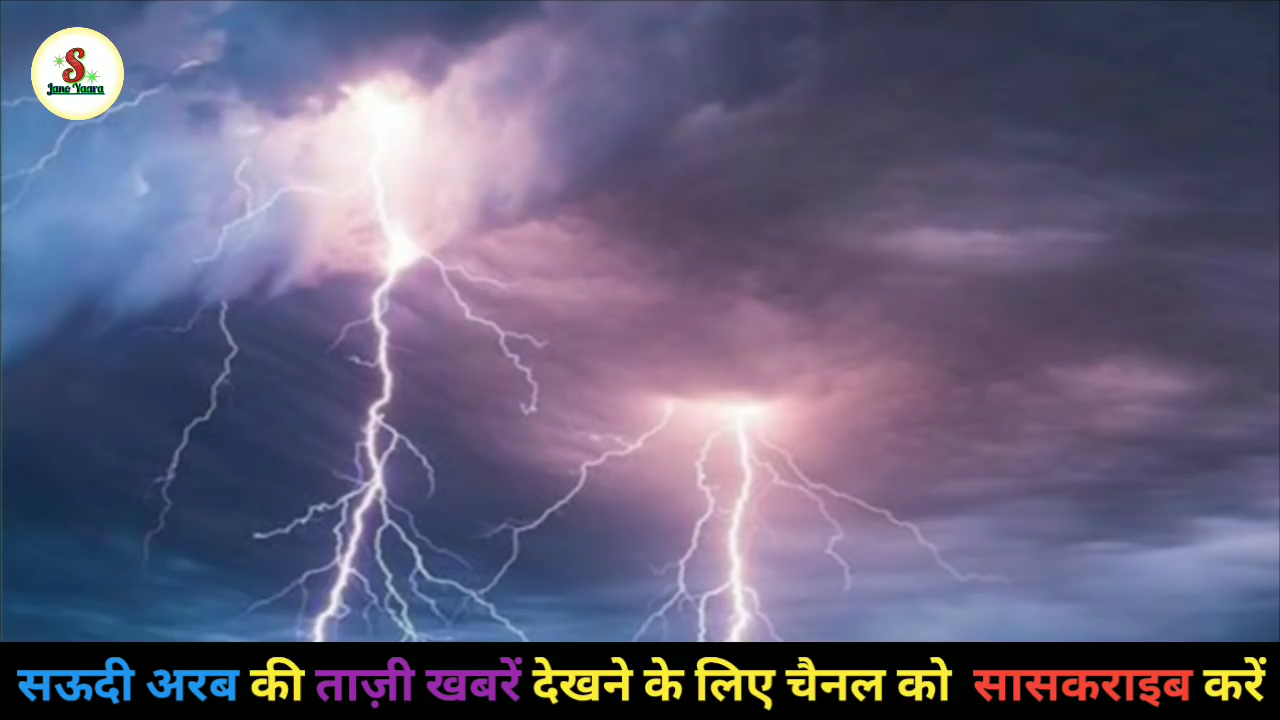 S
Jano Yaara
सऊदी अरब की ताज़ी खबरें देखने के लिए चैनल को सासकराइब करें